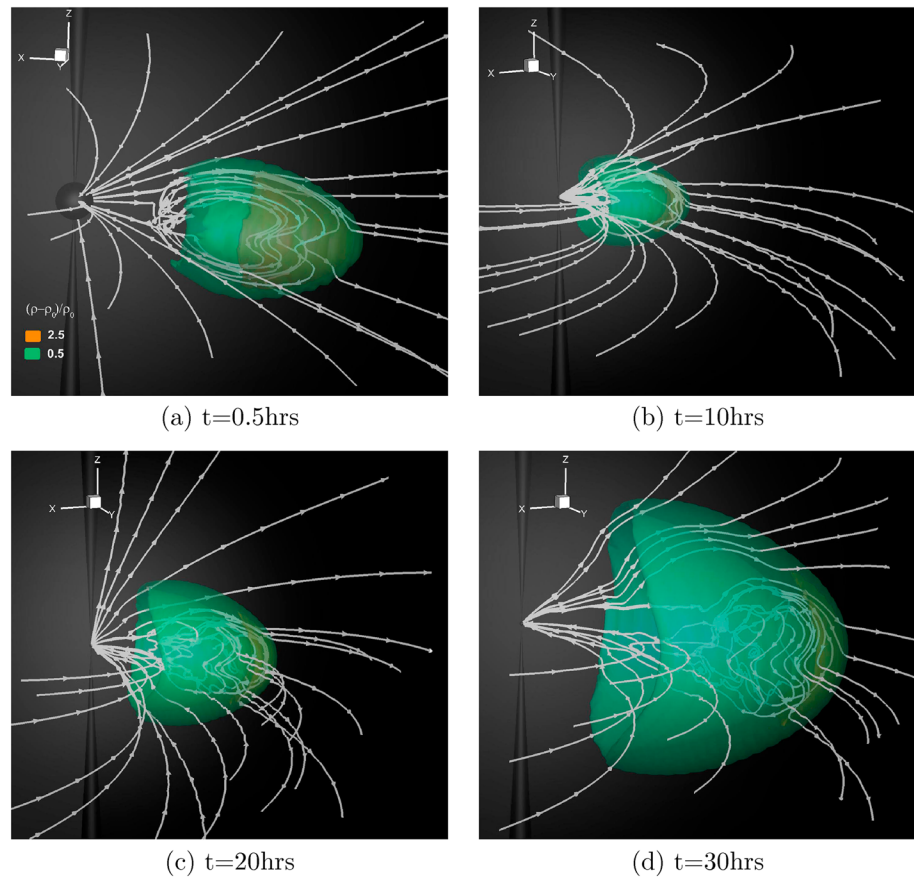 Z
X
Y
(ρ−ρ₀)/ρ₀
2.5
0.5
(a) t=0.5hrs
Z
X
Y
(b) t=10hrs
Z
X
Y
(c) t=20hrs
Z
X
Y
(d) t=30hrs